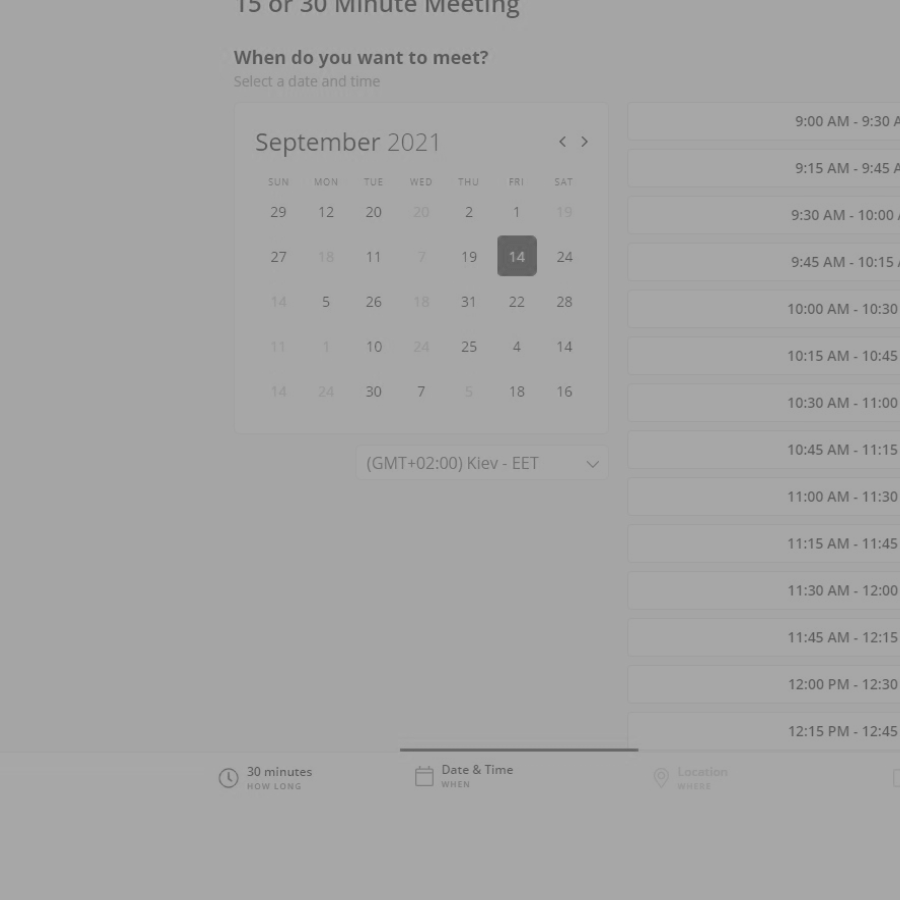 15 or 30 Minute Meeting
When do you want to meet?
Select a date and time
September 2021
SUN MON TUE WED THU FRI SAT
29 12 20 20 2 1 19
27 18 11 7 19 14 24
14 5 26 18 31 22 28
11 1 10 24 25 4 14
14 24 30 7 5 18 16
(GMT+02:00) Kiev - EET
9:00 AM - 9:30 A
9:15 AM - 9:45 A
9:30 AM - 10:00 A
9:45 AM - 10:15 A
10:00 AM - 10:30
10:15 AM - 10:45
10:30 AM - 11:00
10:45 AM - 11:15
11:00 AM - 11:30
11:15 AM - 11:45
11:30 AM - 12:00
11:45 AM - 12:15
12:00 PM - 12:30
12:15 PM - 12:45
30 minutes
HOW LONG
Date & Time
WHEN
Location
WHERE